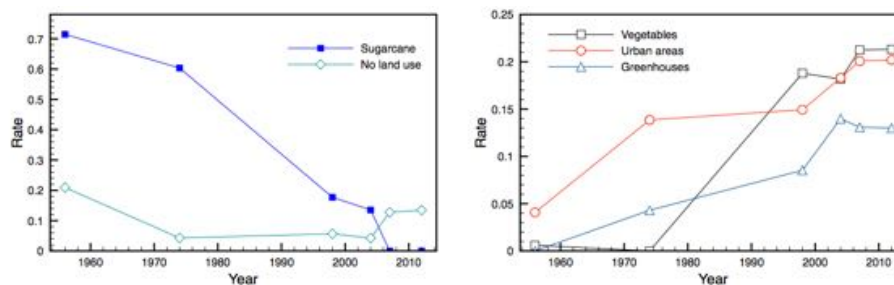 0.7
0.6
0.5
0.4
0.3
0.2
0.1
0
Rate
Sugarcane
No land use
1960 1970 1980 1990 2000 2010
Year
0.25
0.2
0.15
0.1
0.05
0
Rate
Vegetables
Urban areas
Greenhouses
1960 1970 1980 1990 2000 2010
Year